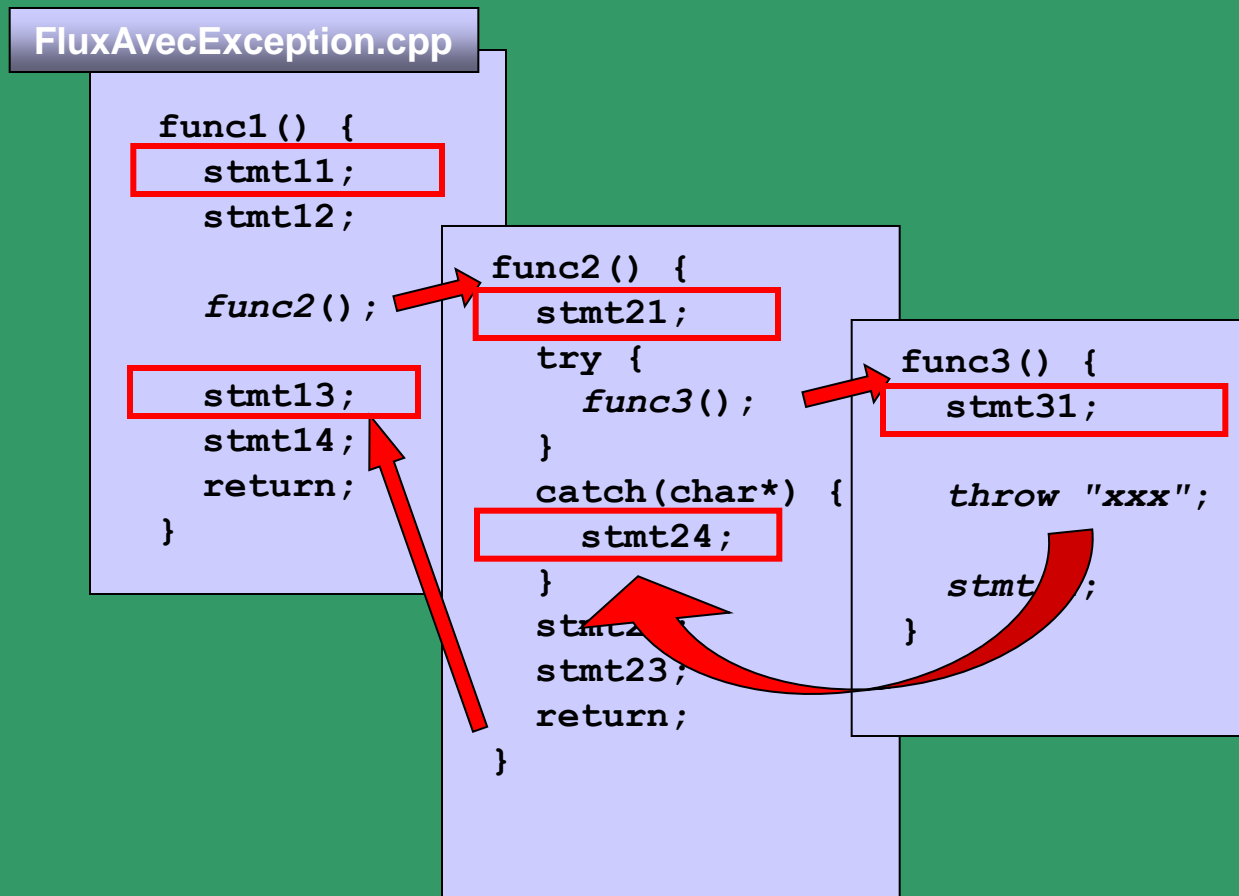 FluxAvecException.cpp
func1() {
stmt11;
stmt12;
func2();
stmt13;
stmt14;
return;
}
func2() {
stmt21;
try {
func3();
}
catch(char*) {
stmt24;
}
stmt23;
return;
}
func3() {
stmt31;
throw "xxx";
}